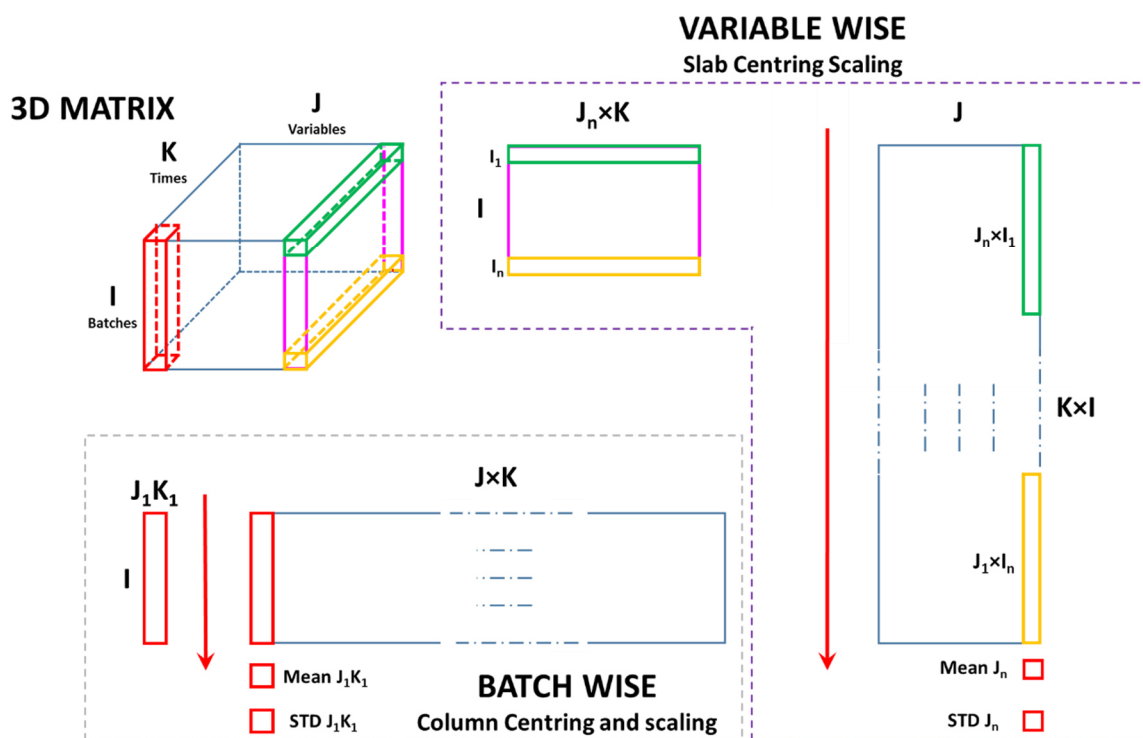 VARIABLE WISE
Slab Centring Scaling
3D MATRIX
J
Variables
K
Times
I
Batches
Jₙ×K
I₁
I
Iₙ
J
Jₙ×I₁
K×I
J₁×Iₙ
Mean Jₙ
STD Jₙ
J₁K₁
J×K
I
Mean J₁K₁
STD J₁K₁
BATCH WISE
Column Centring and scaling